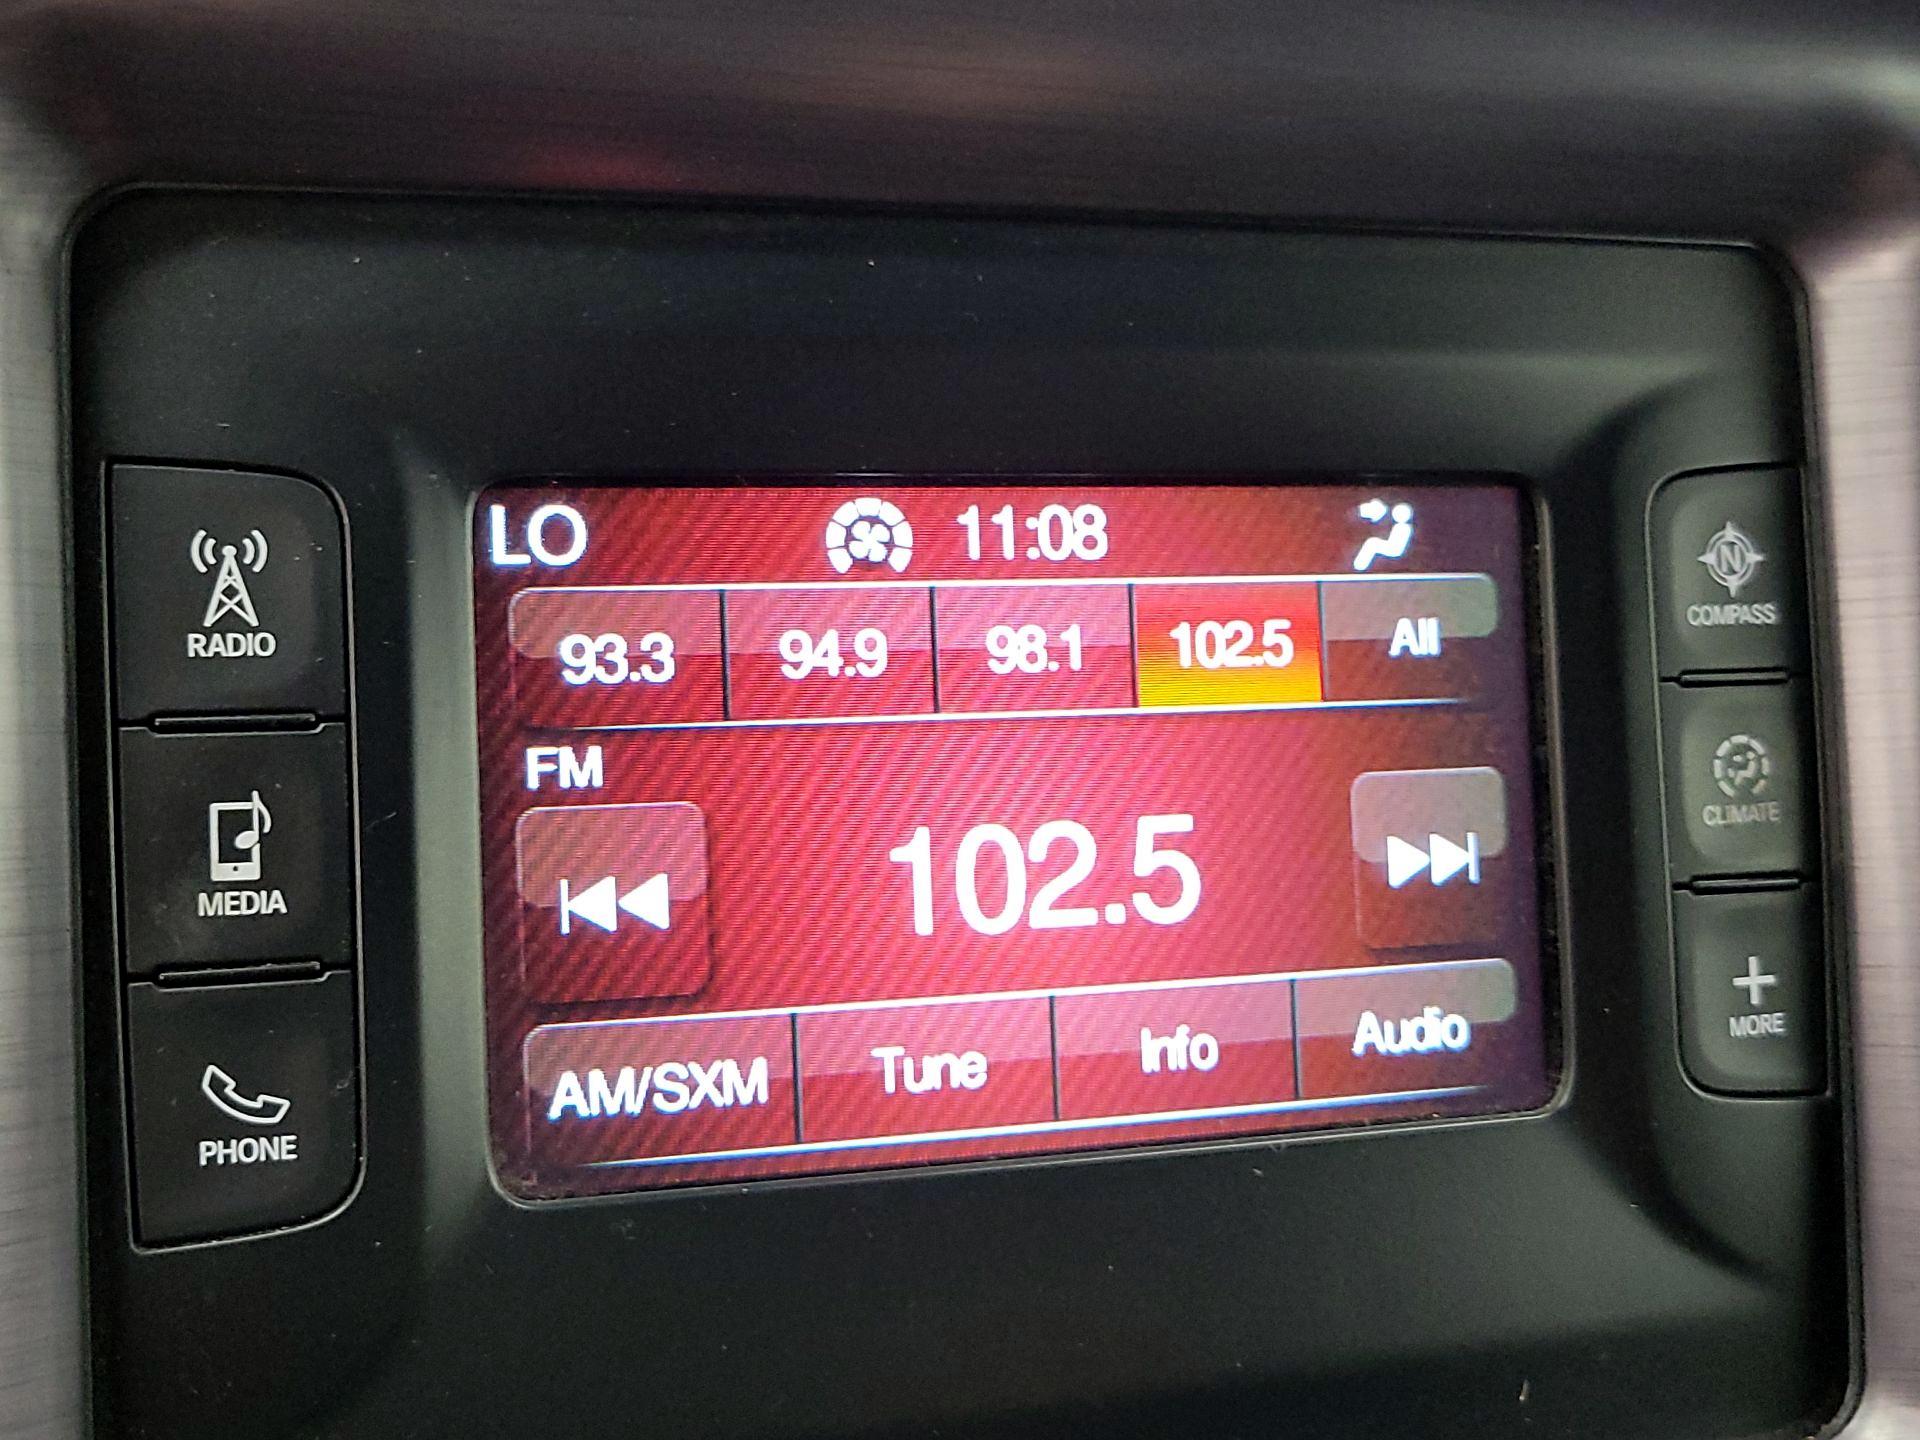 LO 11:08
93.3 94.9 98.1 102.5 All
FM
102.5
AM/SXM Tune Info Audio
RADIO
MEDIA
PHONE
N
COMPASS
CLIMATE
MORE